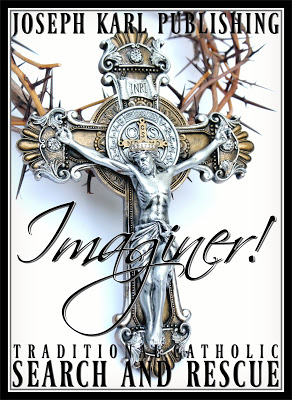 JOSEPH KARL PUBLISHING
INRI
Imaginer!
TRADITIONAL CATHOLIC
SEARCH AND RESCUE